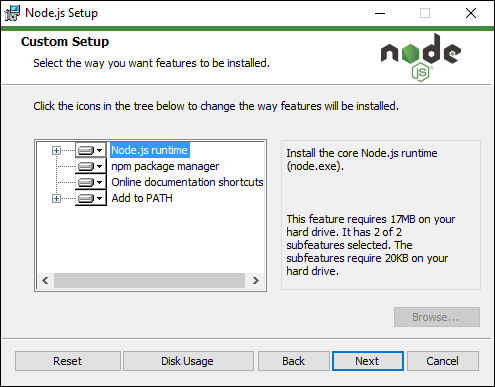 Node.js Setup
Custom Setup
Select the way you want features to be installed.
node
JS
®
Click the icons in the tree below to change the way features will be installed.
Node.js runtime
npm package manager
Online documentation shortcuts
Add to PATH
Install the core Node.js runtime
(node.exe).
This feature requires 17MB on your
hard drive. It has 2 of 2
subfeatures selected. The
subfeatures require 20KB on your
hard drive.
Browse...
Reset
Disk Usage
Back
Next
Cancel